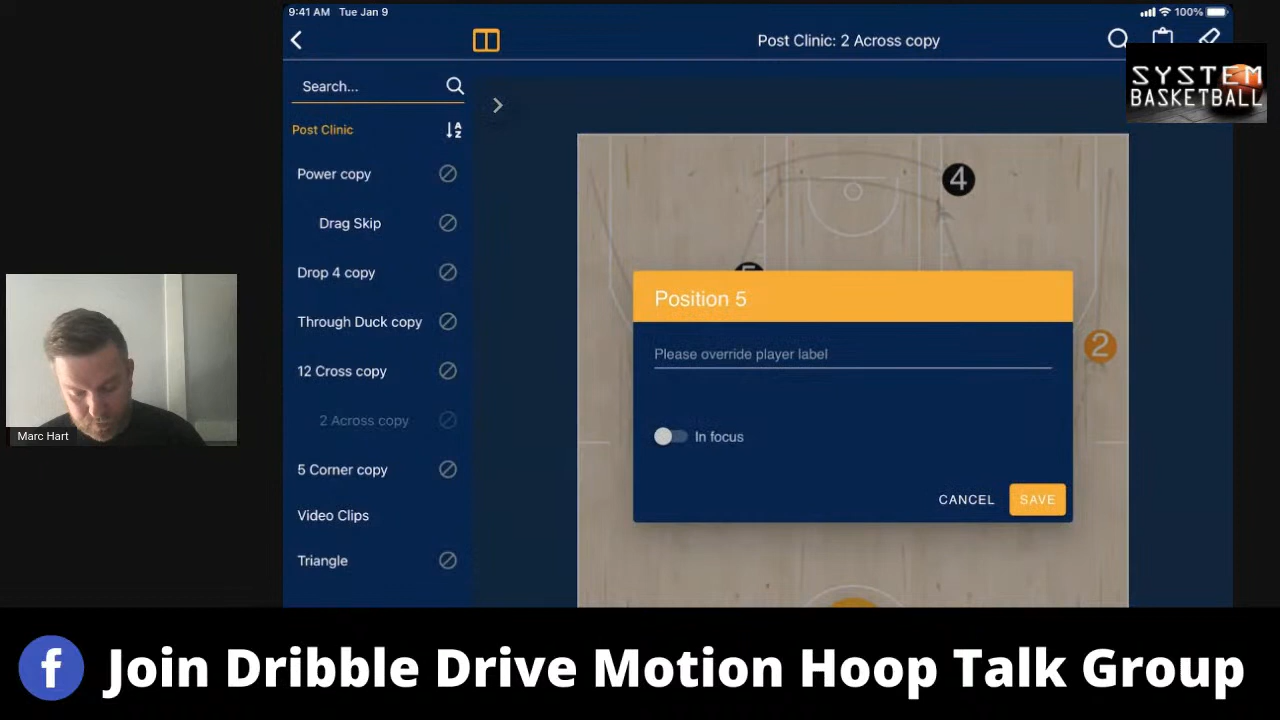 9:41 AM Tue Jan 9
100%
Post Clinic: 2 Across copy
SYSTEM
BASKETBALL
Search...
Post Clinic
Power copy
Drag Skip
Drop 4 copy
Through Duck copy
12 Cross copy
2 Across copy
5 Corner copy
Video Clips
Triangle
4
2
Position 5
Please override player label
In focus
CANCEL
SAVE
Marc Hart
f Join Dribble Drive Motion Hoop Talk Group